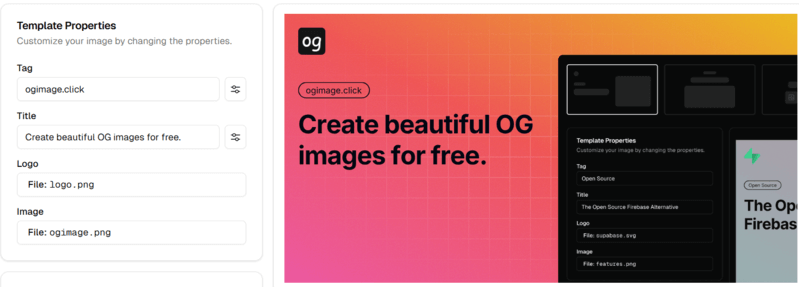 Template Properties
Customize your image by changing the properties.
Tag
ogimage.click
Title
Create beautiful OG images for free.
Logo
File: logo.png
Image
File: ogimage.png
og
ogimage.click
Create beautiful OG
images for free.
Template Properties
Customize your image by changing the properties.
Tag
Open Source
Title
The Open Source Firebase Alternative
Logo
File: supabase.svg
Image
File: features.png
Open Source
The Ope
Firebas